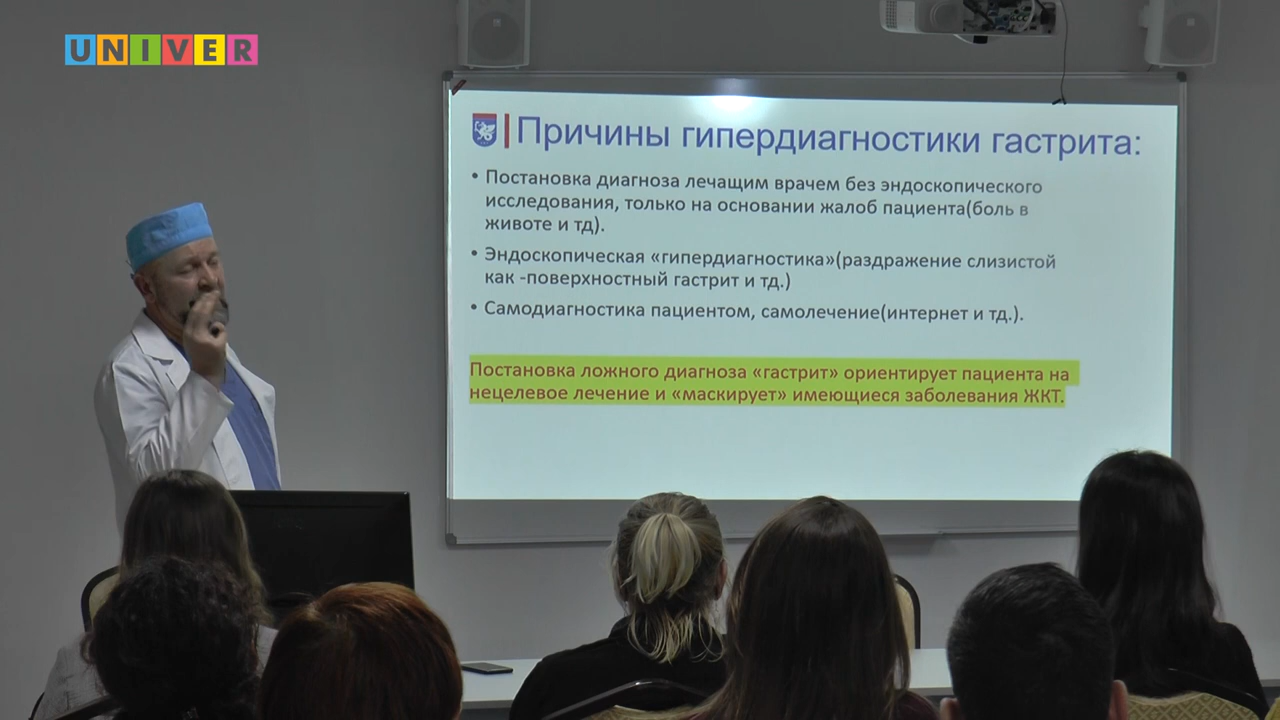 UNIVER
Причины гипердиагностики гастрита:
• Постановка диагноза лечащим врачем без эндоскопического
исследования, только на основании жалоб пациента(боль в
животе и тд).
• Эндоскопическая «гипердиагностика»(раздражение слизистой
как -поверхностный гастрит и тд.)
• Самодиагностика пациентом, самолечение(интернет и тд.).
Постановка ложного диагноза «гастрит» ориентирует пациента на
нецелевое лечение и «маскирует» имеющиеся заболевания ЖКТ.